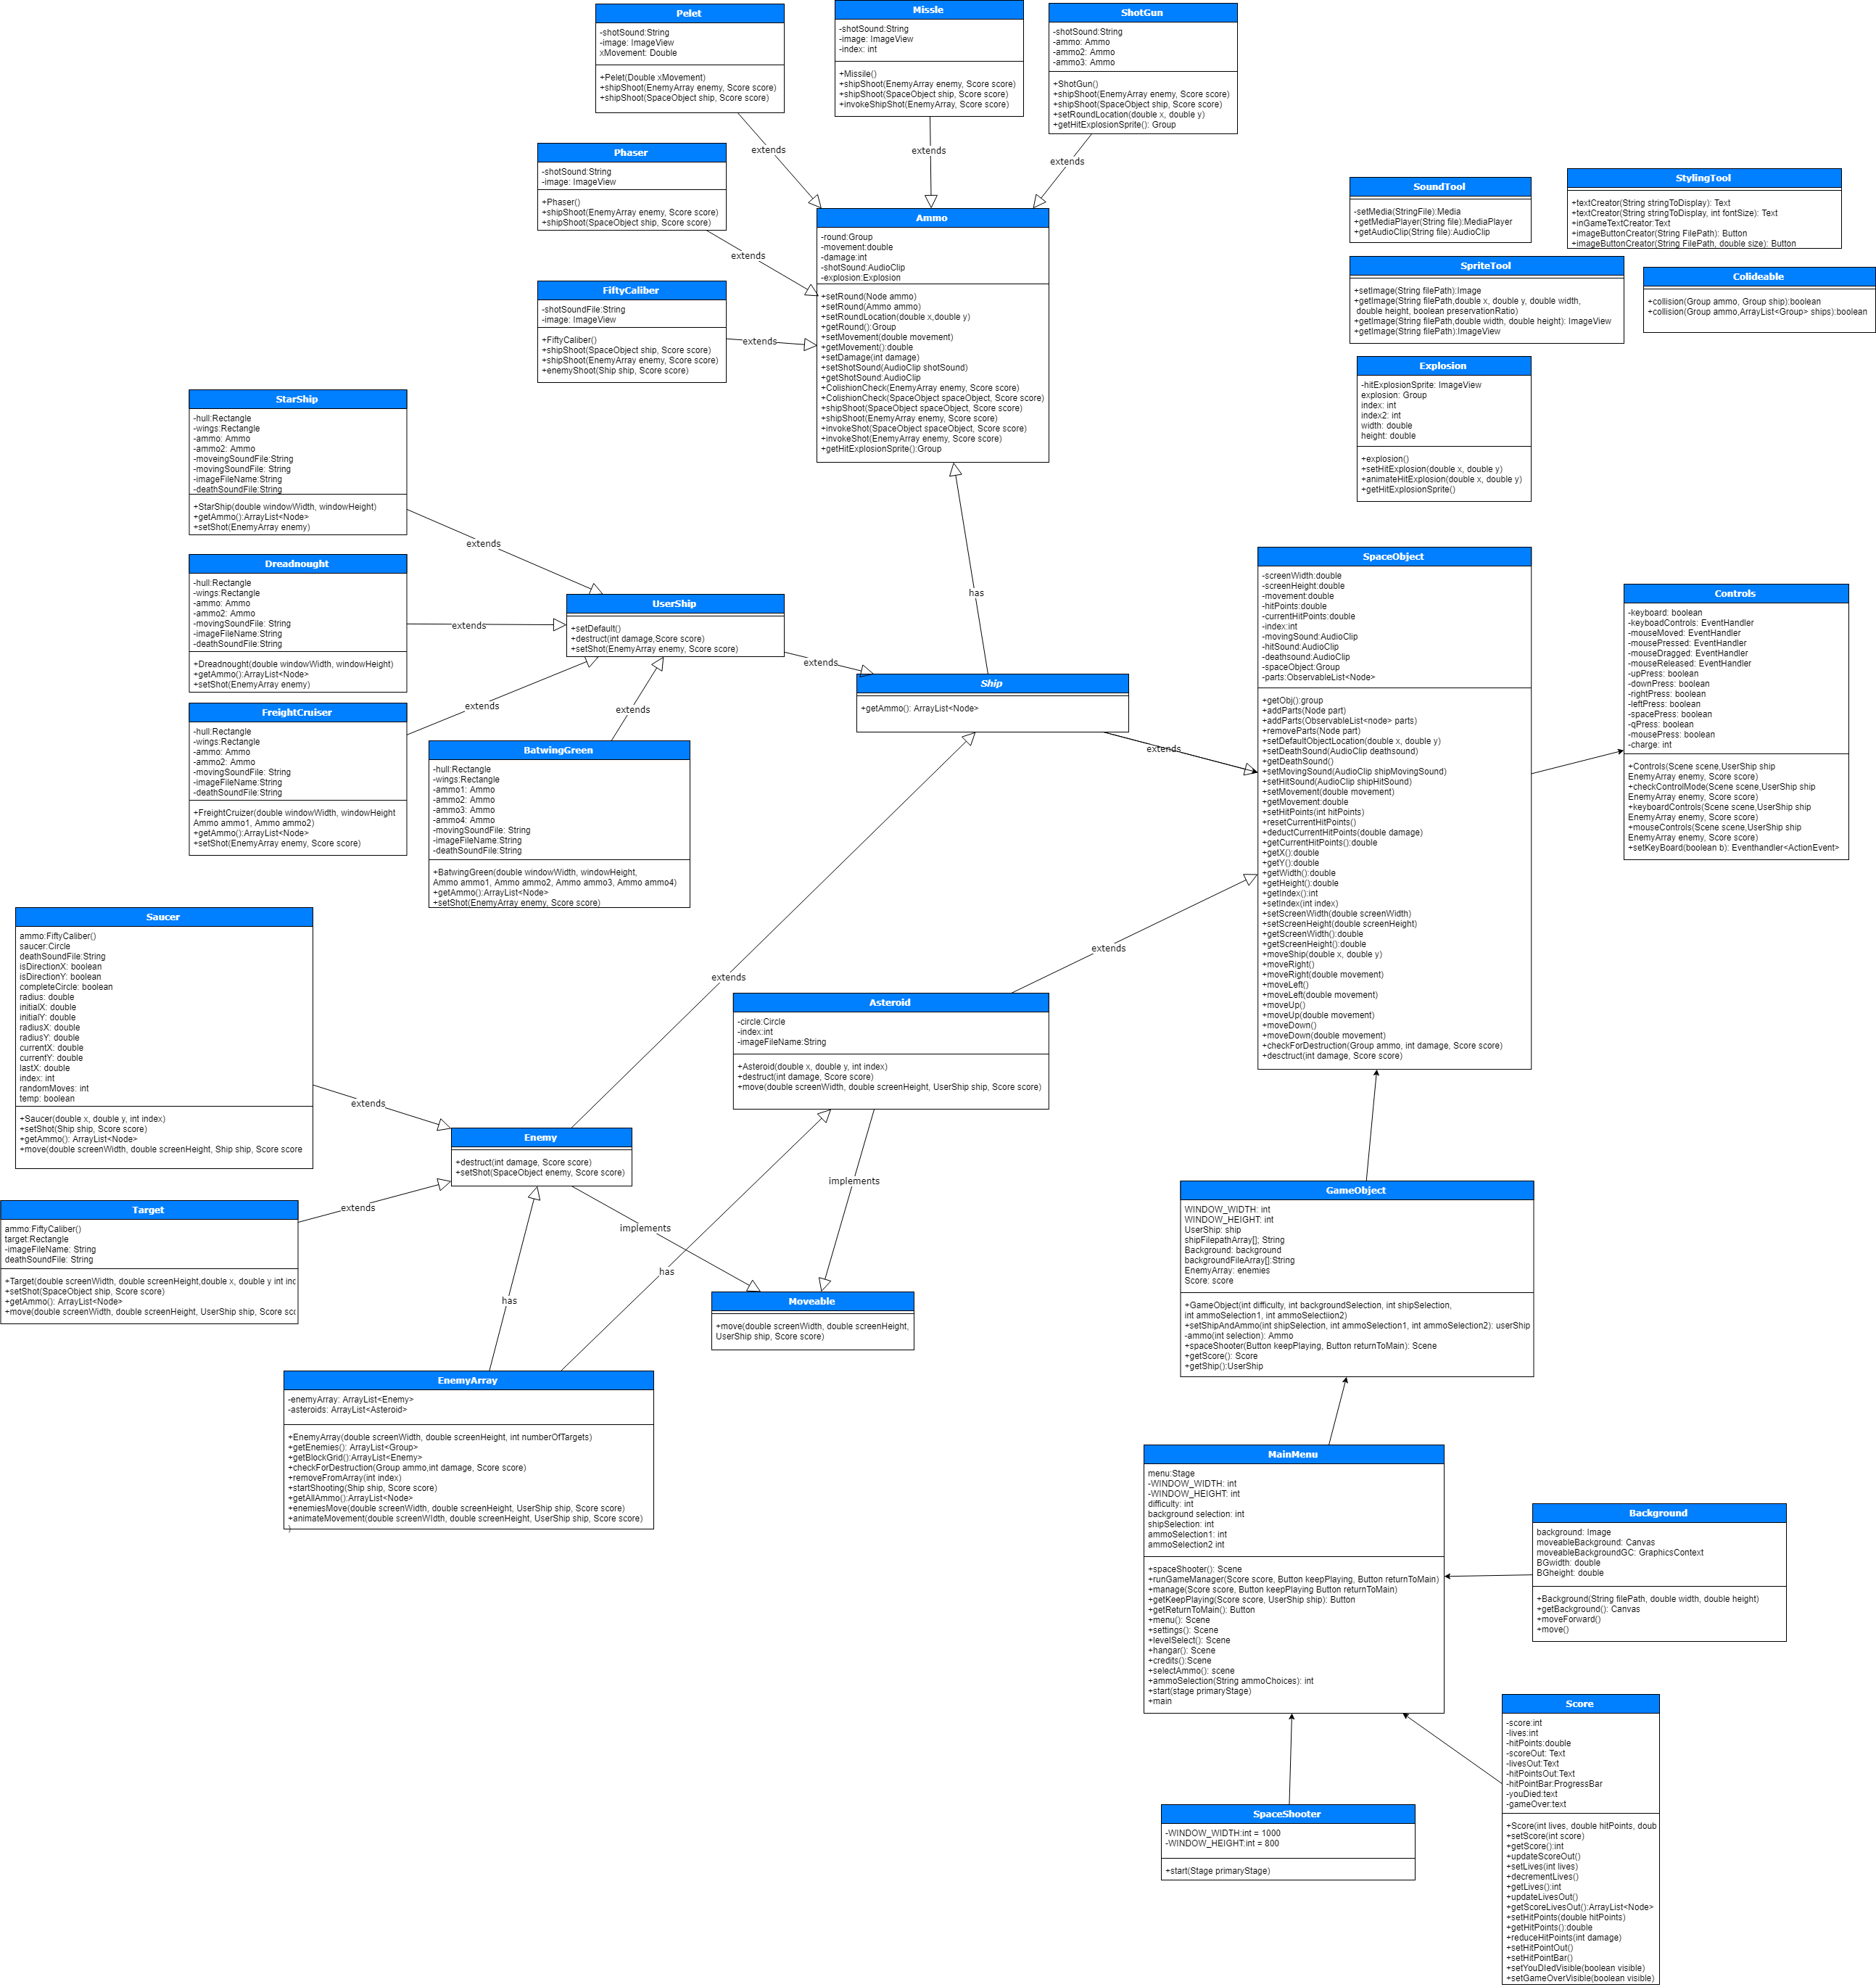 Pelet
-shotSound:String
-image: ImageView
xMovement: Double
+Pelet(Double xMovement)
+shipShoot(EnemyArray enemy, Score score)
+shipShoot(SpaceObject ship, Score score)
Missle
-shotSound:String
-image: ImageView
-index: int
+Missile()
+shipShoot(EnemyArray enemy, Score score)
+shipShoot(SpaceObject ship, Score score)
+invokeShipShot(EnemyArray, Score score)
ShotGun
-shotSound:String
-ammo: Ammo
-ammo2: Ammo
-ammo3: Ammo
+ShotGun()
+shipShoot(EnemyArray enemy, Score score)
+shipShoot(SpaceObject ship, Score score)
+setRoundLocation(double x, double y)
+getHitExplosionSprite(): Group
extends
extends
extends
Phaser
-shotSound:String
-image: ImageView
+Phaser()
+shipShoot(EnemyArray enemy, Score score)
+shipShoot(SpaceObject ship, Score score)
extends
FiftyCaliber
-shotSoundFile:String
-image: ImageView
+FiftyCaliber()
+shipShoot(SpaceObject ship, Score score)
+shipShoot(EnemyArray enemy, Score score)
+enemyShoot(Ship ship, Score score)
extends
Ammo
-round:Group
-movement:double
-damage:int
-shotSound:AudioClip
-explosion:Explosion
+setRound(Node ammo)
+setRound(Ammo ammo)
+setRoundLocation(double x,double y)
+getRound():Group
+setMovement(double movement)
+getMovement():double
+setDamage(int damage)
+setShotSound(AudioClip shotSound)
+getShotSound:AudioClip
+ColishionCheck(EnemyArray enemy, Score score)
+ColishionCheck(SpaceObject spaceObject, Score score)
+shipShoot(SpaceObject spaceObject, Score score)
+shipShoot(EnemyArray enemy, Score score)
+invokeShot(SpaceObject spaceObject, Score score)
+invokeShot(EnemyArray enemy, Score score)
+getHitExplosionSprite():Group
SoundTool
-setMedia(StringFile):Media
+getMediaPlayer(String file):MediaPlayer
+getAudioClip(String file):AudioClip
StylingTool
+textCreator(String stringToDisplay): Text
+textCreator(String stringToDisplay, int fontSize): Text
+inGameTextCreator:Text
+imageButtonCreator(String FilePath): Button
+imageButtonCreator(String FilePath, double size): Button
SpriteTool
+setImage(String filePath):Image
+getImage(String filePath,double x, double y, double width,
double height, boolean preservationRatio)
+getImage(String filePath,double width, double height): ImageView
+getImage(String filePath):ImageView
Colideable
+collision(Group ammo, Group ship):boolean
+collision(Group ammo,ArrayList<Group> ships):boolean
Explosion
-hitExplosionSprite: ImageView
explosion: Group
index: int
index2: int
width: double
height: double
+explosion()
+setHitExplosion(double x, double y)
+animateHitExplosion(double x, double y)
+getHitExplosionSprite()
StarShip
-hull:Rectangle
-wings:Rectangle
-ammo: Ammo
-ammo2: Ammo
-moveingSoundFile:String
-movingSoundFile: String
-imageFileName:String
-deathSoundFile:String
+StarShip(double windowWidth, windowHeight)
+getAmmo():ArrayList<Node>
+setShot(EnemyArray enemy)
extends
Dreadnought
-hull:Rectangle
-wings:Rectangle
-ammo: Ammo
-ammo2: Ammo
-movingSoundFile: String
-imageFileName:String
-deathSoundFile:String
+Dreadnought(double windowWidth, windowHeight)
+getAmmo():ArrayList<Node>
+setShot(EnemyArray enemy)
extends
FreightCruiser
-hull:Rectangle
-wings:Rectangle
-ammo: Ammo
-ammo2: Ammo
-movingSoundFile: String
-imageFileName:String
-deathSoundFile:String
+FreightCruizer(double windowWidth, windowHeight
Ammo ammo1, Ammo ammo2)
+getAmmo():ArrayList<Node>
+setShot(EnemyArray enemy, Score score)
extends
UserShip
+setDefault()
+destruct(int damage,Score score)
+setShot(EnemyArray enemy, Score score)
extends
extends
has
Ship
+getAmmo(): ArrayList<Node>
extends
BatwingGreen
-hull:Rectangle
-wings:Rectangle
-ammo1: Ammo
-ammo2: Ammo
-ammo3: Ammo
-ammo4: Ammo
-movingSoundFile: String
-imageFileName:String
-deathSoundFile:String
+BatwingGreen(double windowWidth, windowHeight,
Ammo ammo1, Ammo ammo2, Ammo ammo3, Ammo ammo4)
+getAmmo():ArrayList<Node>
+setShot(EnemyArray enemy, Score score)
SpaceObject
-screenWidth:double
-screenHeight:double
-movement:double
-hitPoints:double
-currentHitPoints:double
-index:int
-movingSound:AudioClip
-hitSound:AudioClip
-deathsound:AudioClip
-spaceObject:Group
-parts:ObservableList<Node>
+getObj():group
+addParts(Node part)
+addParts(ObservableList<node> parts)
+removeParts(Node part)
+setDefaultObjectLocation(double x, double y)
+setDeathSound(AudioClip deathsound)
+getDeathSound()
+setMovingSound(AudioClip shipMovingSound)
+setHitSound(AudioClip shipHitSound)
+setMovement(double movement)
+getMovement:double
+setHitPoints(int hitPoints)
+resetCurrentHitPoints()
+deductCurrentHitPoints(double damage)
+getCurrentHitPoints():double
+getX():double
+getY():double
+getWidth():double
+getHeight():double
+getIndex():int
+setIndex(int index)
+setScreenWidth(double screenWidth)
+setScreenHeight(double screenHeight)
+getScreenWidth():double
+getScreenHeight():double
+moveShip(double x, double y)
+moveRight()
+moveRight(double movement)
+moveLeft()
+moveLeft(double movement)
+moveUp()
+moveUp(double movement)
+moveDown()
+moveDown(double movement)
+checkForDestruction(Group ammo, int damage, Score score)
+desctruct(int damage, Score score)
Controls
-keyboard: boolean
-keyboadControls: EventHandler
-mouseMoved: EventHandler
-mousePressed: EventHandler
-mouseDragged: EventHandler
-mouseReleased: EventHandler
-upPress: boolean
-downPress: boolean
-rightPress: boolean
-leftPress: boolean
-spacePress: boolean
-qPress: boolean
-mousePress: boolean
-charge: int
+Controls(Scene scene,UserShip ship
EnemyArray enemy, Score score)
+checkControlMode(Scene scene,UserShip ship
EnemyArray enemy, Score score)
+keyboardControls(Scene scene,UserShip ship
EnemyArray enemy, Score score)
+mouseControls(Scene scene,UserShip ship
EnemyArray enemy, Score score)
+setKeyBoard(boolean b): Eventhandler<ActionEvent>
Saucer
ammo:FiftyCaliber()
saucer:Circle
deathSoundFile:String
isDirectionX: boolean
isDirectionY: boolean
completeCircle: boolean
radius: double
initialX: double
initialY: double
radiusX: double
radiusY: double
currentX: double
currentY: double
lastX: double
index: int
randomMoves: int
temp: boolean
+Saucer(double x, double y, int index)
+setShot(Ship ship, Score score)
+getAmmo(): ArrayList<Node>
+move(double screenWidth, double screenHeight, Ship ship, Score score
extends
extends
extends
Asteroid
-circle:Circle
-index:int
-imageFileName:String
+Asteroid(double x, double y, int index)
+destruct(int damage, Score score)
+move(double screenWidth, double screenHeight, UserShip ship, Score score)
Enemy
+destruct(int damage, Score score)
+setShot(SpaceObject enemy, Score score)
Target
ammo:FiftyCaliber()
target:Rectangle
-imageFileName: String
deathSoundFile: String
+Target(double screenWidth, double screenHeight,double x, double y int inc
+setShot(SpaceObject ship, Score score)
+getAmmo(): ArrayList<Node>
+move(double screenWidth, double screenHeight, UserShip ship, Score sco
extends
implements
implements
has
has
Moveable
+move(double screenWidth, double screenHeight,
UserShip ship, Score score)
EnemyArray
-enemyArray: ArrayList<Enemy>
-asteroids: ArrayList<Asteroid>
+EnemyArray(double screenWidth, double screenHeight, int numberOfTargets)
+getEnemies(): ArrayList<Group>
+getBlockGrid():ArrayList<Enemy>
+checkForDestruction(Group ammo,int damage, Score score)
+removeFromArray(int index)
+startShooting(Ship ship, Score score)
+getAllAmmo():ArrayList<Node>
+enemiesMove(double screenWidth, double screenHeight, UserShip ship, Score score)
+animateMovement(double screenWIdth, double screenHeight, UserShip ship, Score score)
)
GameObject
WINDOW_WIDTH: int
WINDOW_HEIGHT: int
UserShip: ship
shipFilepathArray[]; String
Background: background
backgroundFileArray[]:String
EnemyArray: enemies
Score: score
+GameObject(int difficulty, int backgroundSelection, int shipSelection,
int ammoSelection1, int ammoSelectiion2)
+setShipAndAmmo(int shipSelection, int ammoSelection1, int ammoSelection2): userShip
-ammo(int selection): Ammo
+spaceShooter(Button keepPlaying, Button returnToMain): Scene
+getScore(): Score
+getShip():UserShip
MainMenu
menu:Stage
-WINDOW_WIDTH: int
-WINDOW_HEIGHT: int
difficulty: int
background selection: int
shipSelection: int
ammoSelection1: int
ammoSelection2 int
+spaceShooter(): Scene
+runGameManager(Score score, Button keepPlaying, Button returnToMain)
+manage(Score score, Button keepPlaying Button returnToMain)
+getKeepPlaying(Score score, UserShip ship): Button
+getReturnToMain(): Button
+menu(): Scene
+settings(): Scene
+levelSelect(): Scene
+hangar(): Scene
+credits():Scene
+selectAmmo(): scene
+ammoSelection(String ammoChoices): int
+start(stage primaryStage)
+main
Background
background: Image
moveableBackground: Canvas
moveableBackgroundGC: GraphicsContext
BGwidth: double
BGheight: double
+Background(String filePath, double width, double height)
+getBackground(): Canvas
+moveForward()
+move()
SpaceShooter
-WINDOW_WIDTH:int = 1000
-WINDOW_HEIGHT:int = 800
+start(Stage primaryStage)
Score
-score:int
-lives:int
-hitPoints:double
-scoreOut: Text
-livesOut:Text
-hitPointsOut:Text
-hitPointBar:ProgressBar
-youDied:text
-gameOver:text
+Score(int lives, double hitPoints, doub
+setScore(int score)
+getScore():int
+updateScoreOut()
+setLives(int lives)
+decrementLives()
+getLives():int
+updateLivesOut()
+getScoreLivesOut():ArrayList<Node>
+setHitPoints(double hitPoints)
+getHitPoints():double
+reduceHitPoints(int damage)
+setHitPointOut()
+setHitPointBar()
+setYouDIedVisible(boolean visible)
+setGameOverVisible(boolean visible)